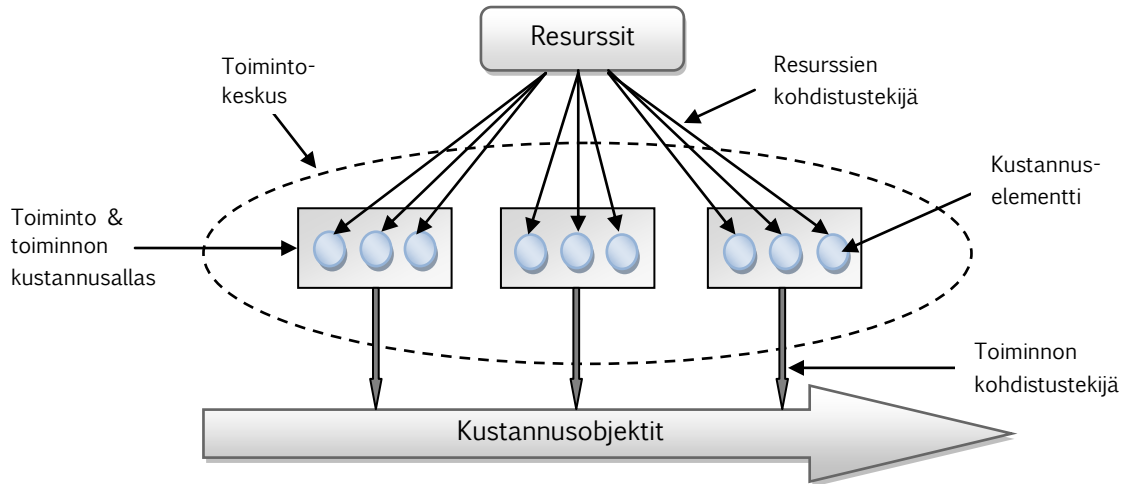 Resurssit
Toiminto-
keskus
Resurssien
kohdistustekijä
Kustannus-
elementti
Toiminto &
toiminnon
kustannusallas
Toiminnon
kohdistustekijä
Kustannusobjektit